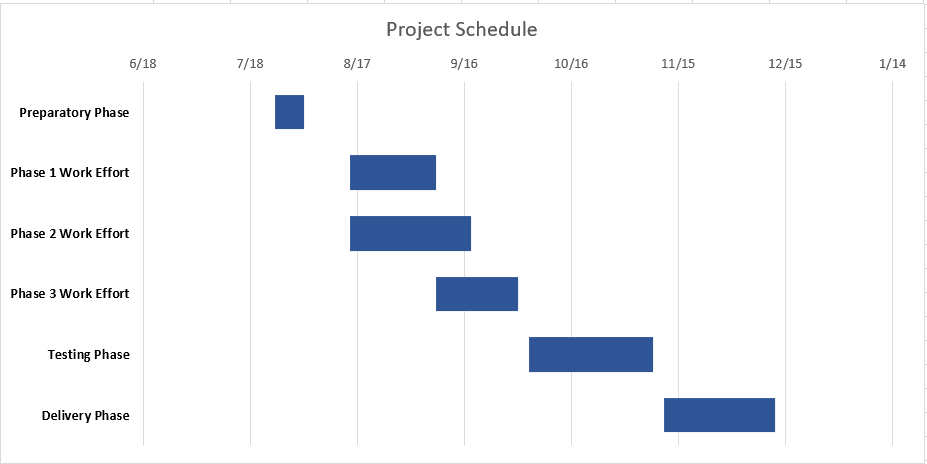 Project Schedule
6/18 7/18 8/17 9/16 10/16 11/15 12/15 1/14
Preparatory Phase
Phase 1 Work Effort
Phase 2 Work Effort
Phase 3 Work Effort
Testing Phase
Delivery Phase